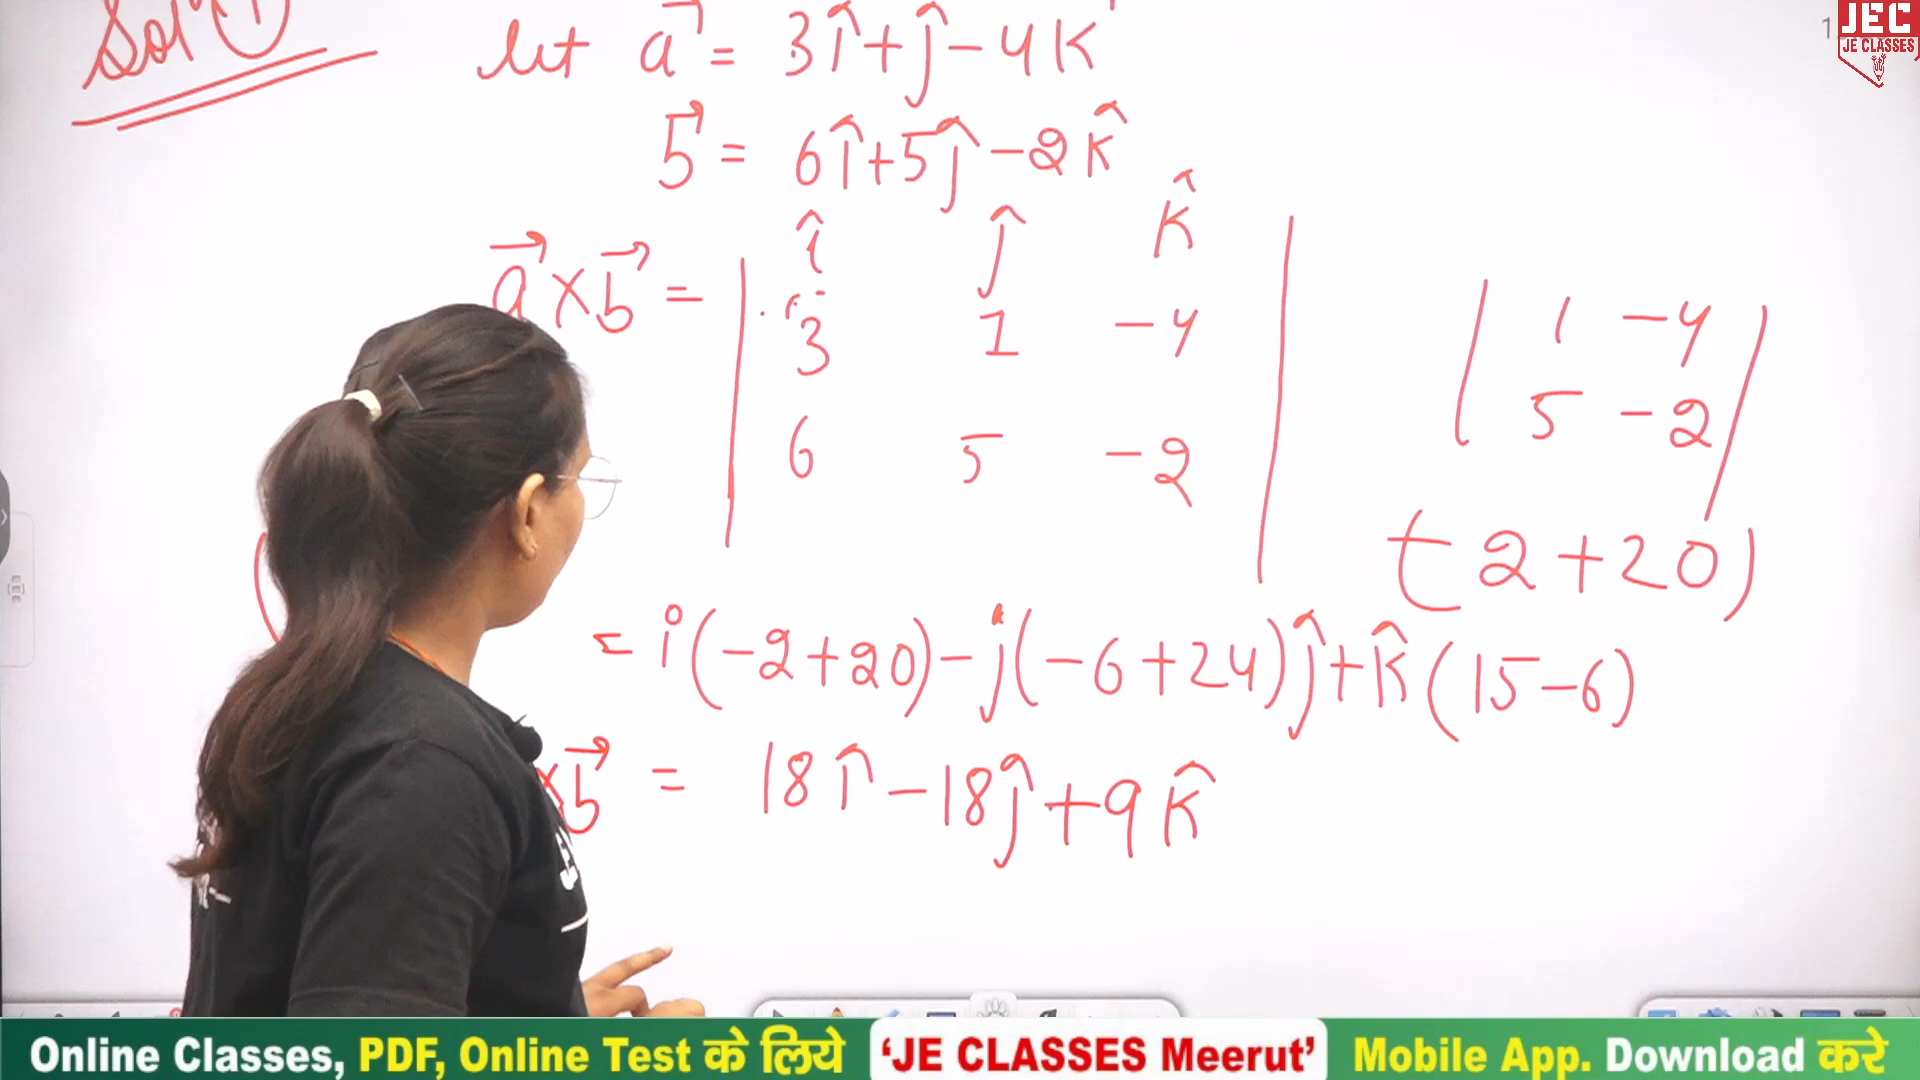 Solⁿ 1
let a⃗ = 3î+ĵ-4k̂
b⃗ = 6î+5ĵ-2k̂
a⃗×b⃗ =
î ĵ k̂
3 1 -4
6 5 -2
1 -4
5 -2
(-2+20)
= i(-2+20)-j(-6+24)ĵ+k̂(15-6)
×b⃗ = 18î-18ĵ+9k̂
JEC
JE CLASSES
Online Classes, PDF, Online Test के लिये 'JE CLASSES Meerut' Mobile App. Download करे